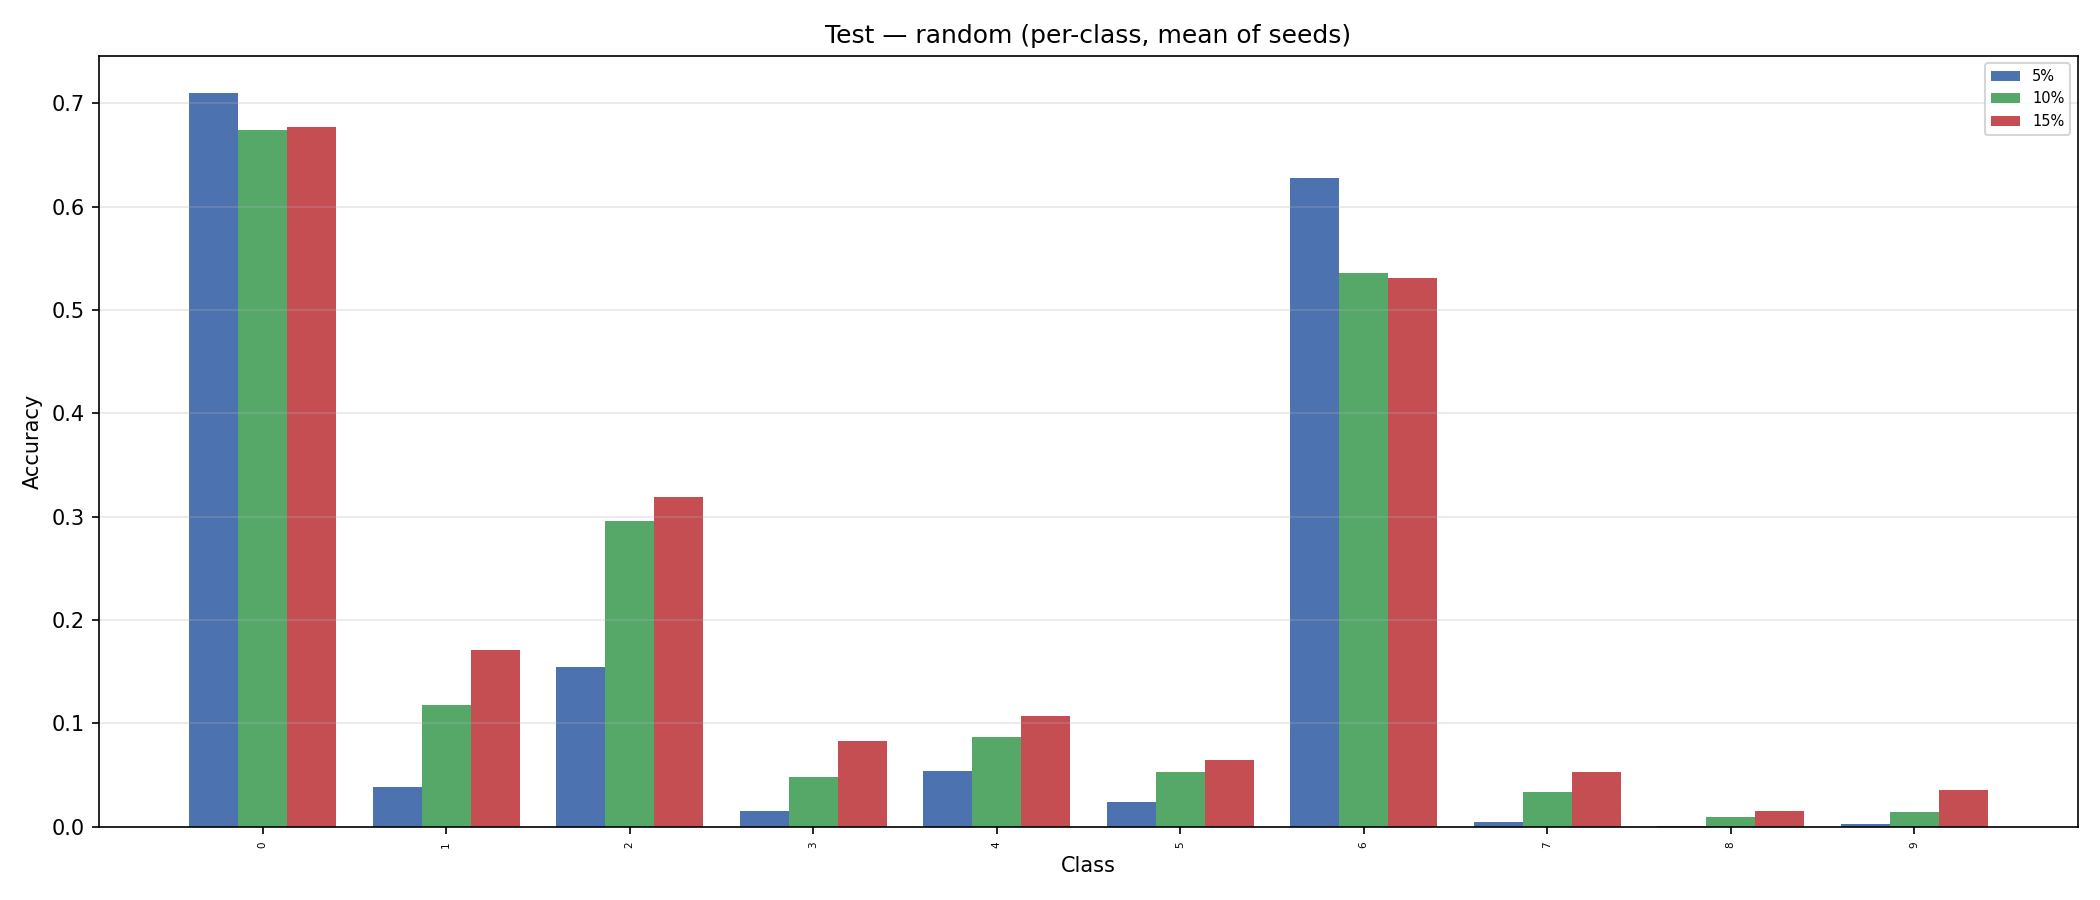 Test — random (per-class, mean of seeds)
5%
10%
15%
Accuracy
0.7
0.6
0.5
0.4
0.3
0.2
0.1
0.0
0 1 2 3 4 5 6 7 8 9
Class